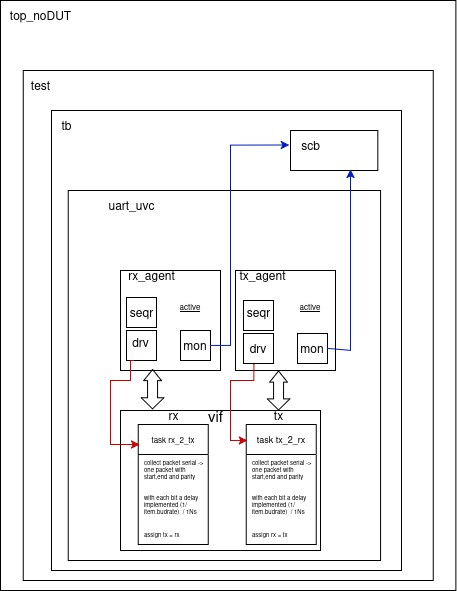 top_noDUT
test
tb
scb
uart_uvc
rx_agent
tx_agent
seqr
active
seqr
active
drv
mon
drv
mon
rx
vif
tx
task rx_2_tx
task tx_2_rx
collect packet serial ->
one packet with
start,end and parity
with each bit a delay
implemented (1/
item.budrate) / 1Ns
assign tx = rx
collect packet serial ->
one packet with
start,end and parity
with each bit a delay
implemented (1/
item.budrate) / 1Ns
assign rx = tx